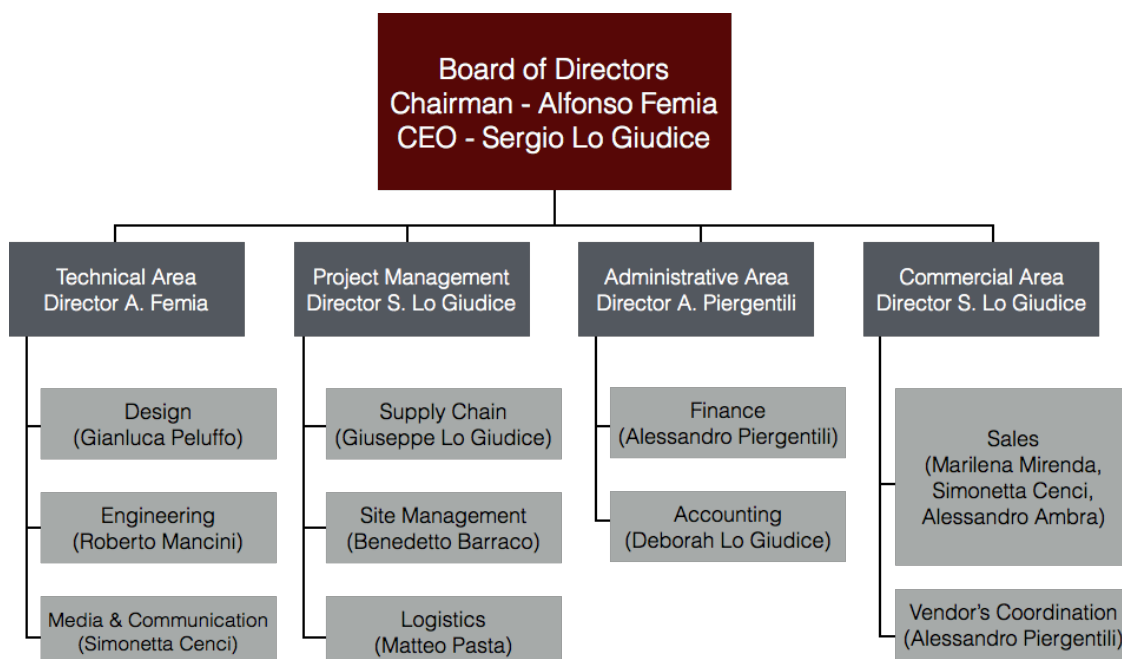 Board of Directors
Chairman - Alfonso Femia
CEO - Sergio Lo Giudice
Technical Area
Director A. Femia
Project Management
Director S. Lo Giudice
Administrative Area
Director A. Piergentili
Commercial Area
Director S. Lo Giudice
Design
(Gianluca Peluffo)
Engineering
(Roberto Mancini)
Media & Communication
(Simonetta Cenci)
Supply Chain
(Giuseppe Lo Giudice)
Site Management
(Benedetto Barraco)
Logistics
(Matteo Pasta)
Finance
(Alessandro Piergentili)
Accounting
(Deborah Lo Giudice)
Sales
(Marilena Mirenda,
Simonetta Cenci,
Alessandro Ambra)
Vendor's Coordination
(Alessandro Piergentili)